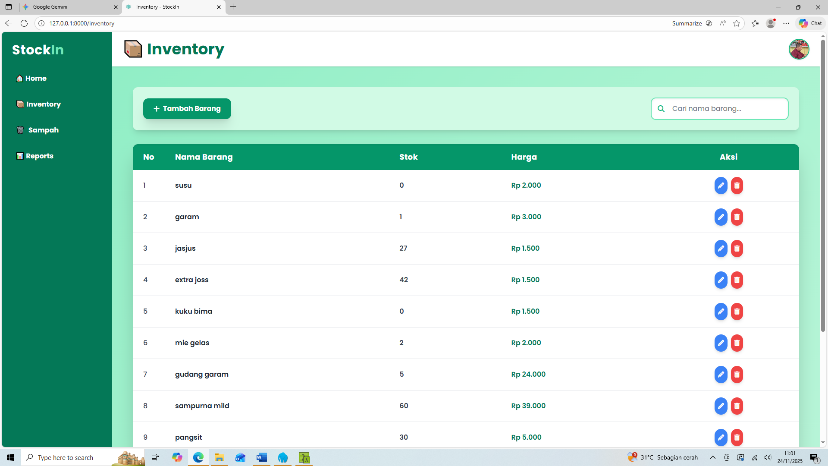 Google Gemini
Inventory - StockIn
127.0.0.1:8000/inventory
Summarize
Chat
StockIn
Inventory
Home
Inventory
Sampah
Reports
+ Tambah Barang
Cari nama barang...
No Nama Barang Stok Harga Aksi
1 susu 0 Rp 2.000
2 garam 1 Rp 3.000
3 jasjus 27 Rp 1.500
4 extra joss 42 Rp 1.500
5 kuku bima 0 Rp 1.500
6 mie gelas 2 Rp 2.000
7 gudang garam 5 Rp 24.000
8 sampurna mild 60 Rp 39.000
9 pangsit 30 Rp 5.000
Type here to search
31°C Sebagian cerah
24/11/2025